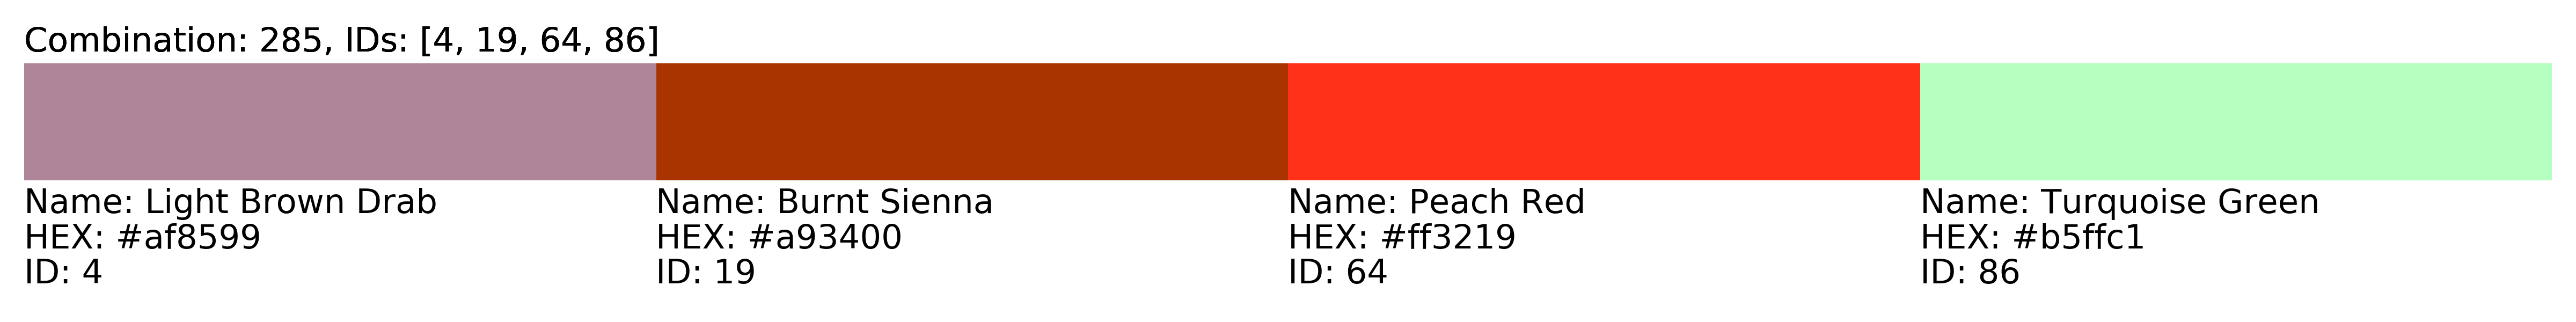 Combination: 285, IDs: [4, 19, 64, 86]
Name: Light Brown Drab
HEX: #af8599
ID: 4
Name: Burnt Sienna
HEX: #a93400
ID: 19
Name: Peach Red
HEX: #ff3219
ID: 64
Name: Turquoise Green
HEX: #b5ffc1
ID: 86